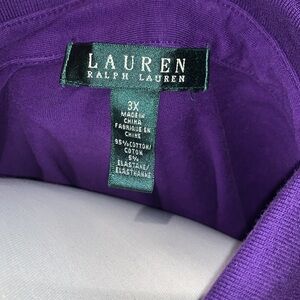 LAUREN
RALPH LAUREN
3X
MADE IN
CHINA
FABRIQUÉ EN
CHINE
95% COTTON/
COTON
5%
ELASTANE/
ELASTHANNE